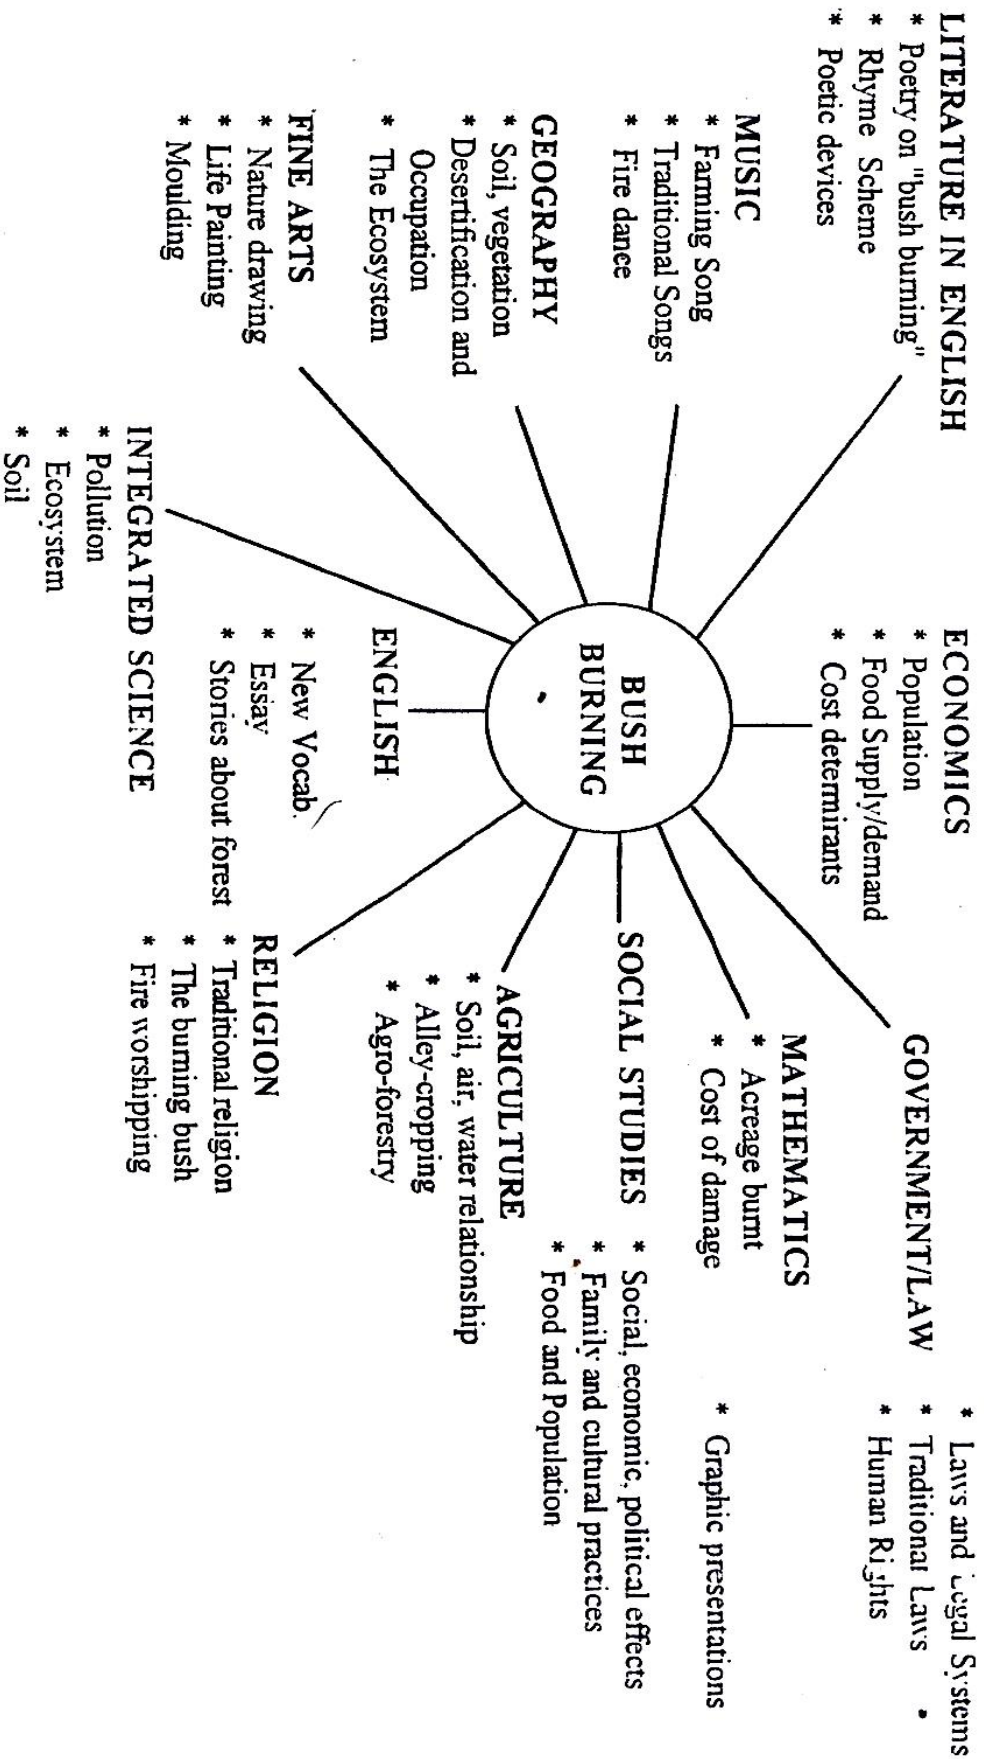 LITERATURE IN ENGLISH
* Poetry on "bush burning"
* Rhyme Scheme
* Poetic devices
ECONOMICS
* Population
* Food Supply/demand
* Cost determirants
GOVERNMENT/LAW
* Laws and Legal Systems
* Traditional Laws
* Human Rights
MUSIC
* Farming Song
* Traditional Songs
* Fire dance
MATHEMATICS
* Acreage burnt
* Cost of damage
* Graphic presentations
BUSH
BURNING
SOCIAL STUDIES
* Social, economic, political effects
* Family and cultural practices
* Food and Population
GEOGRAPHY
* Soil, vegetation
* Desertification and
Occupation
* The Ecosystem
AGRICULTURE
* Soil, air, water relationship
* Alley-cropping
* Agro-forestry
FINE ARTS
* Nature drawing
* Life Painting
* Moulding
ENGLISH
* New Vocab.
* Essay
* Stories about forest
RELIGION
* Traditional religion
* The burning bush
* Fire worshipping
INTEGRATED SCIENCE
* Pollution
* Ecosystem
* Soil